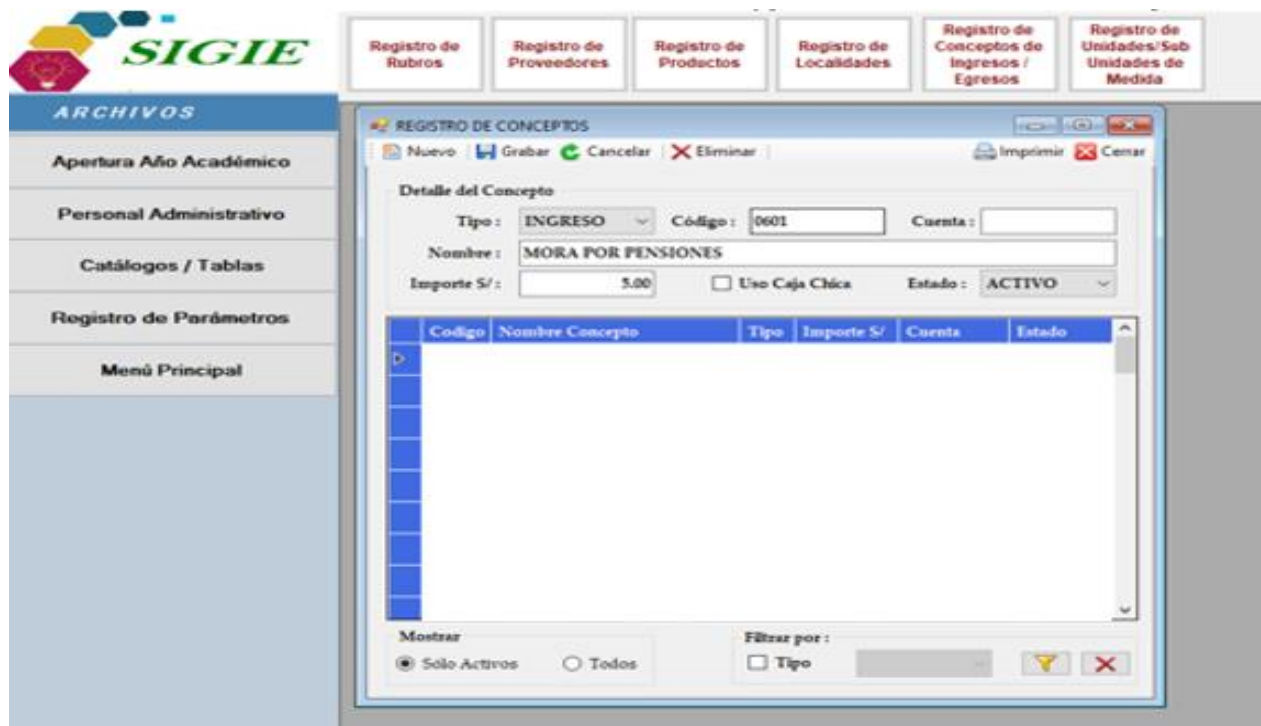 SIGIE
Registro de
Rubros
Registro de
Proveedores
Registro de
Productos
Registro de
Localidades
Registro de
Conceptos de
Ingresos /
Egresos
Registro de
Unidades/Sub
Unidades de
Medida
ARCHIVOS
Apertura Año Académico
Personal Administrativo
Catálogos / Tablas
Registro de Parámetros
Menú Principal
REGISTRO DE CONCEPTOS
Nuevo Grabar Cancelar Eliminar Imprimir Cerrar
Detalle del Concepto
Tipo : INGRESO Código : 0601 Cuenta :
Nombre : MORA POR PENSIONES
Importe S/ : 5.00 Uso Caja Chica Estado : ACTIVO
Codigo Nombre Concepto Tipo Importe S/ Cuenta Estado
Mostrar Filtrar por :
Sólo Activos Todos Tipo